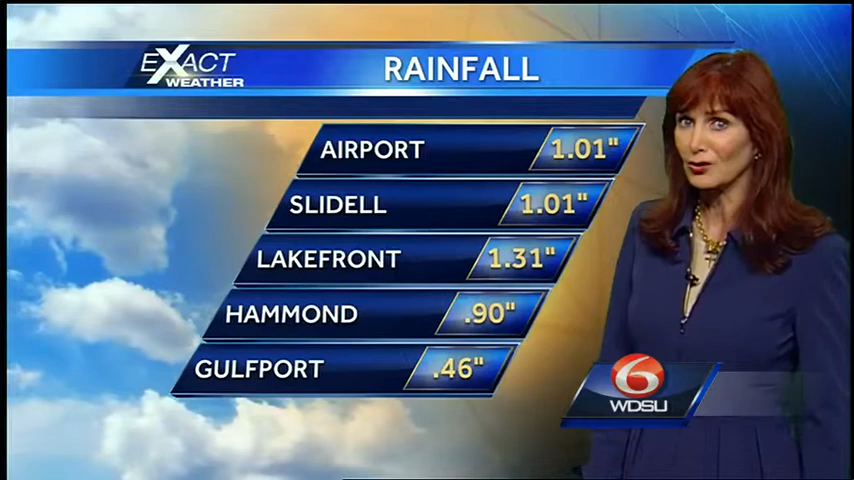 EXACT
WEATHER
RAINFALL
AIRPORT 1.01"
SLIDELL 1.01"
LAKEFRONT 1.31"
HAMMOND .90"
GULFPORT .46"
6
WDSU